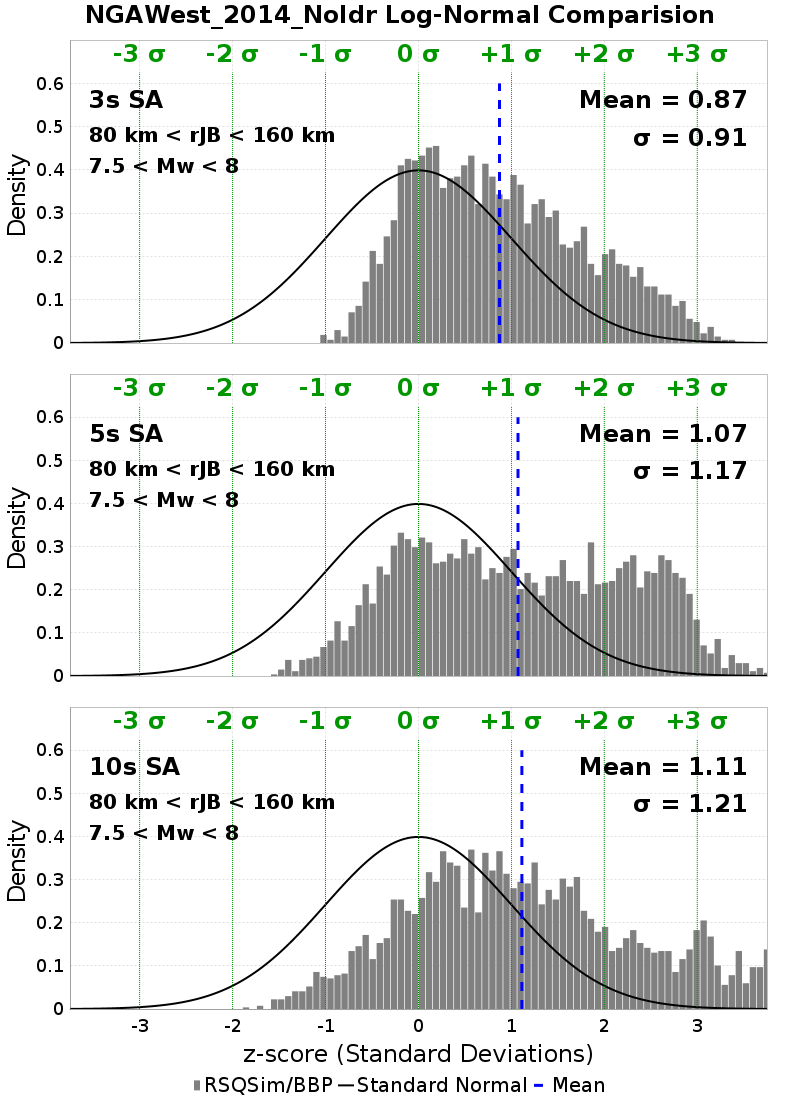 NGAWest_2014_NoIdr Log-Normal Comparision
-3 σ -2 σ -1 σ 0 σ +1 σ +2 σ +3 σ
3s SA
80 km < rJB < 160 km
7.5 < Mw < 8
Mean = 0.87
σ = 0.91
0.6
0.5
0.4
0.3
0.2
0.1
0
Density
-3 σ -2 σ -1 σ 0 σ +1 σ +2 σ +3 σ
5s SA
80 km < rJB < 160 km
7.5 < Mw < 8
Mean = 1.07
σ = 1.17
0.6
0.5
0.4
0.3
0.2
0.1
0
Density
-3 σ -2 σ -1 σ 0 σ +1 σ +2 σ +3 σ
10s SA
80 km < rJB < 160 km
7.5 < Mw < 8
Mean = 1.11
σ = 1.21
0.6
0.5
0.4
0.3
0.2
0.1
0
Density
-3 -2 -1 0 1 2 3
z-score (Standard Deviations)
RSQSim/BBP Standard Normal Mean